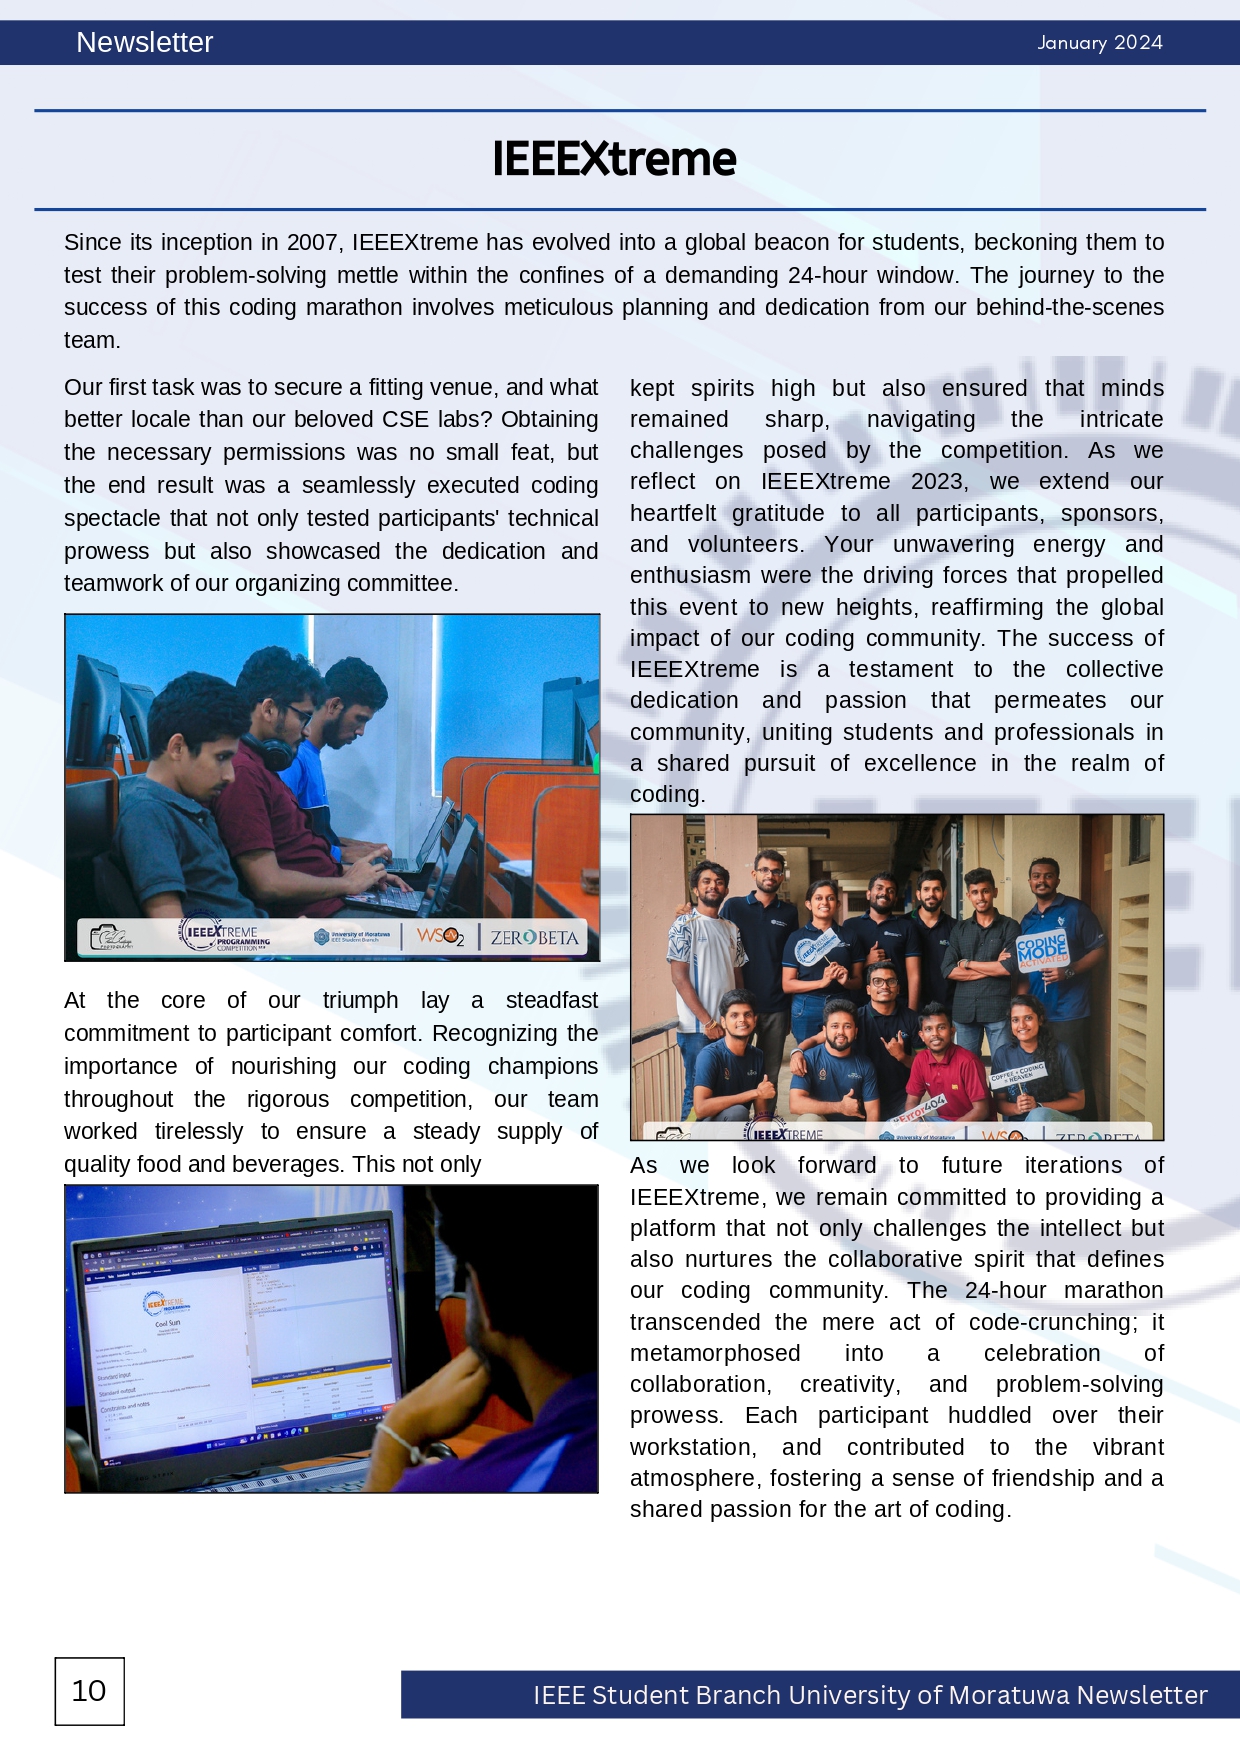 Newsletter
January 2024
IEEEXtreme
Since its inception in 2007, IEEEXtreme has evolved into a global beacon for students, beckoning them to
test their problem-solving mettle within the confines of a demanding 24-hour window. The journey to the
success of this coding marathon involves meticulous planning and dedication from our behind-the-scenes
team.
Our first task was to secure a fitting venue, and what
better locale than our beloved CSE labs? Obtaining
the necessary permissions was no small feat, but
the end result was a seamlessly executed coding
spectacle that not only tested participants' technical
prowess but also showcased the dedication and
teamwork of our organizing committee.
IEEEXTREME
PROGRAMMING
COMPETITION
University of Moratuwa
IEEE Student Branch
WSO2
ZEROBETA
At the core of our triumph lay a steadfast
commitment to participant comfort. Recognizing the
importance of nourishing our coding champions
throughout the rigorous competition, our team
worked tirelessly to ensure a steady supply of
quality food and beverages. This not only
IEEEXTREME
PROGRAMMING
Cool Sun
Standard input
Standard output
Constraints and notes
kept spirits high but also ensured that minds
remained sharp, navigating the intricate
challenges posed by the competition. As we
reflect on IEEEXtreme 2023, we extend our
heartfelt gratitude to all participants, sponsors,
and volunteers. Your unwavering energy and
enthusiasm were the driving forces that propelled
this event to new heights, reaffirming the global
impact of our coding community. The success of
IEEEXtreme is a testament to the collective
dedication and passion that permeates our
community, uniting students and professionals in
a shared pursuit of excellence in the realm of
coding.
CODING
MODE
ACTIVATED
COFFEE + CODING
= HEAVEN
Error404
IEEEXTREME
University of Moratuwa
WSO2
ZEROBETA
As we look forward to future iterations of
IEEEXtreme, we remain committed to providing a
platform that not only challenges the intellect but
also nurtures the collaborative spirit that defines
our coding community. The 24-hour marathon
transcended the mere act of code-crunching; it
metamorphosed into a celebration of
collaboration, creativity, and problem-solving
prowess. Each participant huddled over their
workstation, and contributed to the vibrant
atmosphere, fostering a sense of friendship and a
shared passion for the art of coding.
10
IEEE Student Branch University of Moratuwa Newsletter